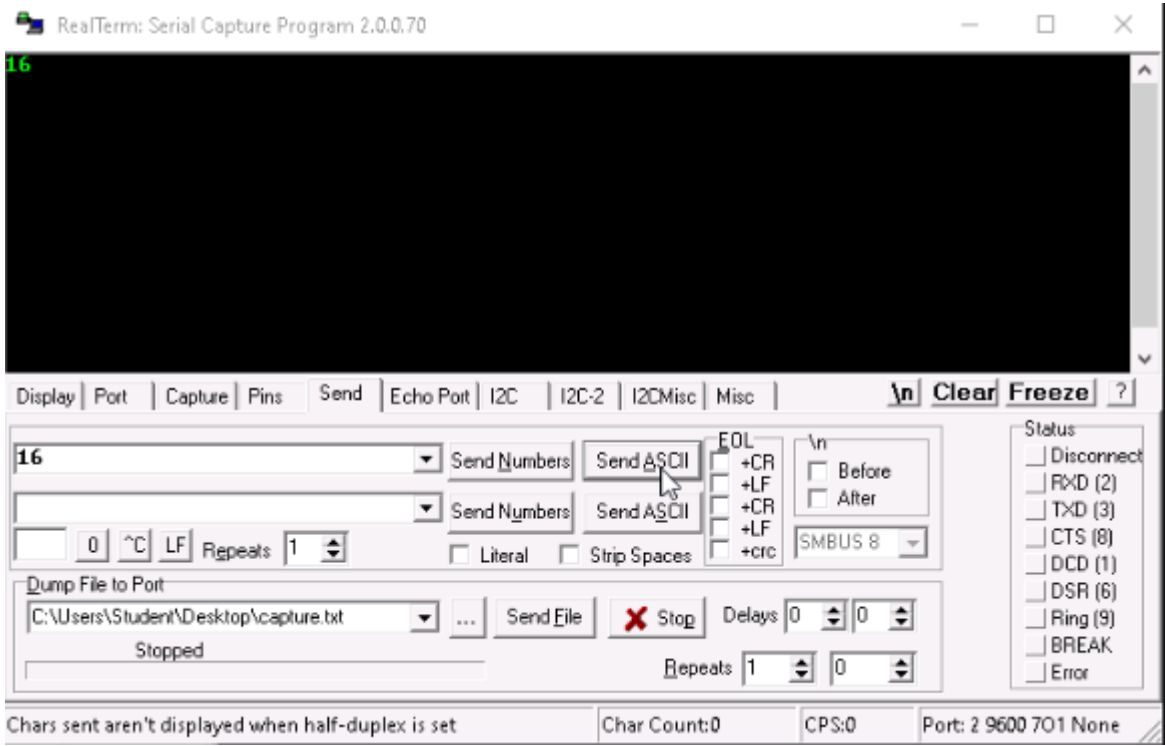 RealTerm: Serial Capture Program 2.0.0.70
16
Display Port Capture Pins Send Echo Port I2C I2C-2 I2CMisc Misc \n Clear Freeze ?
16 Send Numbers Send ASCII
Send Numbers Send ASCII
0 ^C LF Repeats 1
Literal Strip Spaces
EOL
+CR
+LF
+CR
+LF
+crc
\n
Before
After
SMBUS 8
Dump File to Port
C:\Users\Student\Desktop\capture.txt ... Send File Stop Delays 0 0
Stopped
Repeats 1 0
Status
Disconnect
RXD (2)
TXD (3)
CTS (8)
DCD (1)
DSR (6)
Ring (9)
BREAK
Error
Chars sent aren't displayed when half-duplex is set Char Count:0 CPS:0 Port: 2 9600 7O1 None